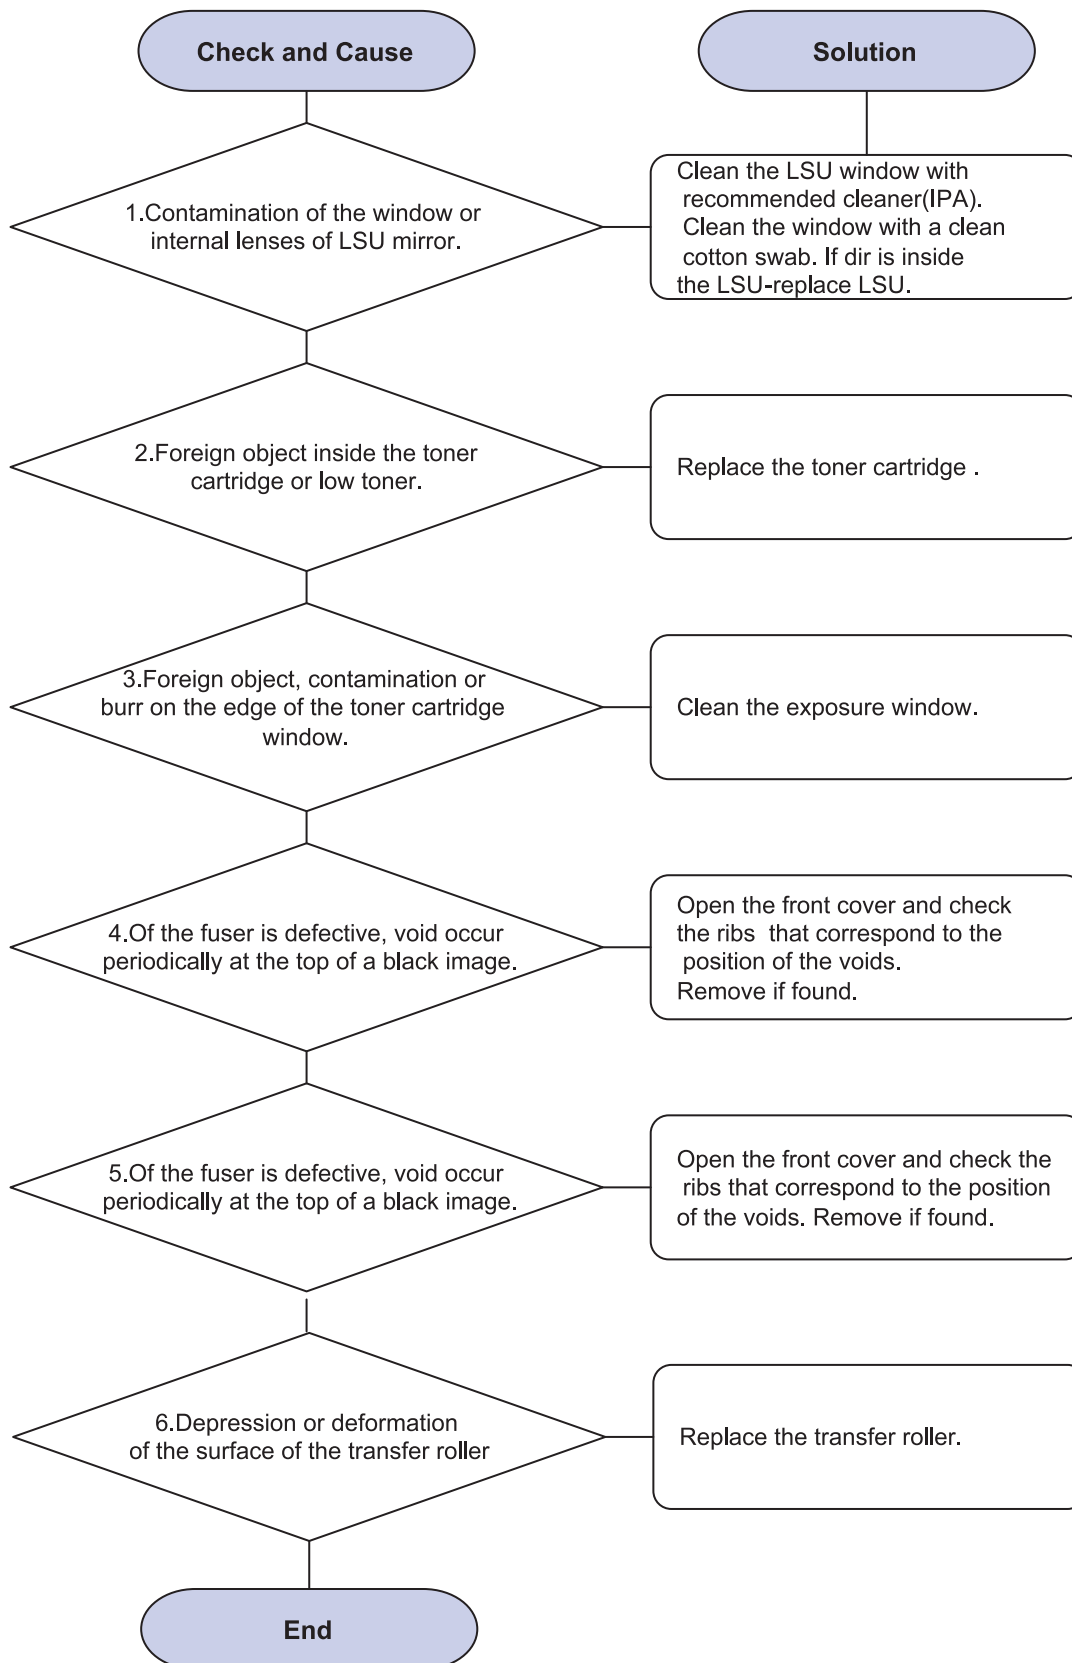 Check and Cause
Solution
1.Contamination of the window or
internal lenses of LSU mirror.
Clean the LSU window with
recommended cleaner(IPA).
Clean the window with a clean
cotton swab. If dir is inside
the LSU-replace LSU.
2.Foreign object inside the toner
cartridge or low toner.
Replace the toner cartridge .
3.Foreign object, contamination or
burr on the edge of the toner cartridge
window.
Clean the exposure window.
4.Of the fuser is defective, void occur
periodically at the top of a black image.
Open the front cover and check
the ribs  that correspond to the
position of the voids.
Remove if found.
5.Of the fuser is defective, void occur
periodically at the top of a black image.
Open the front cover and check the
ribs that correspond to the position
of the voids. Remove if found.
6.Depression or deformation
of the surface of the transfer roller
Replace the transfer roller.
End